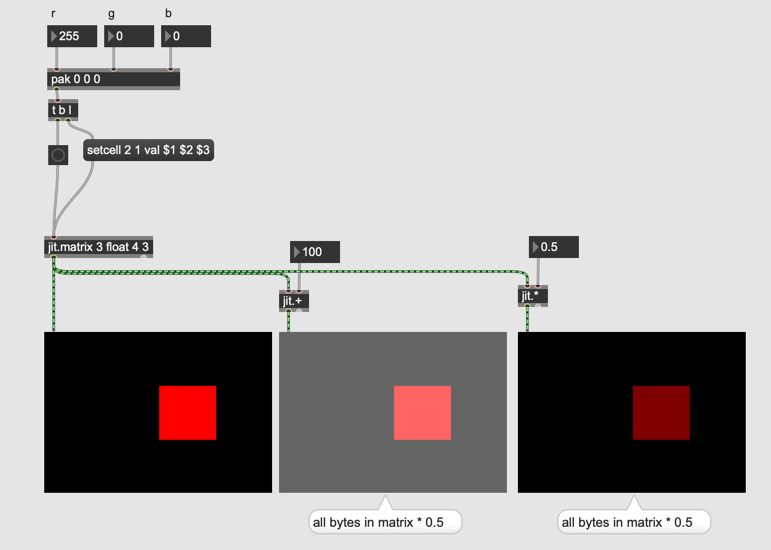 r g b
255 0 0
pak 0 0 0
t b l
setcell 2 1 val $1 $2 $3
jit.matrix 3 float 4 3
100
0.5
jit.+
jit.*
all bytes in matrix * 0.5
all bytes in matrix * 0.5